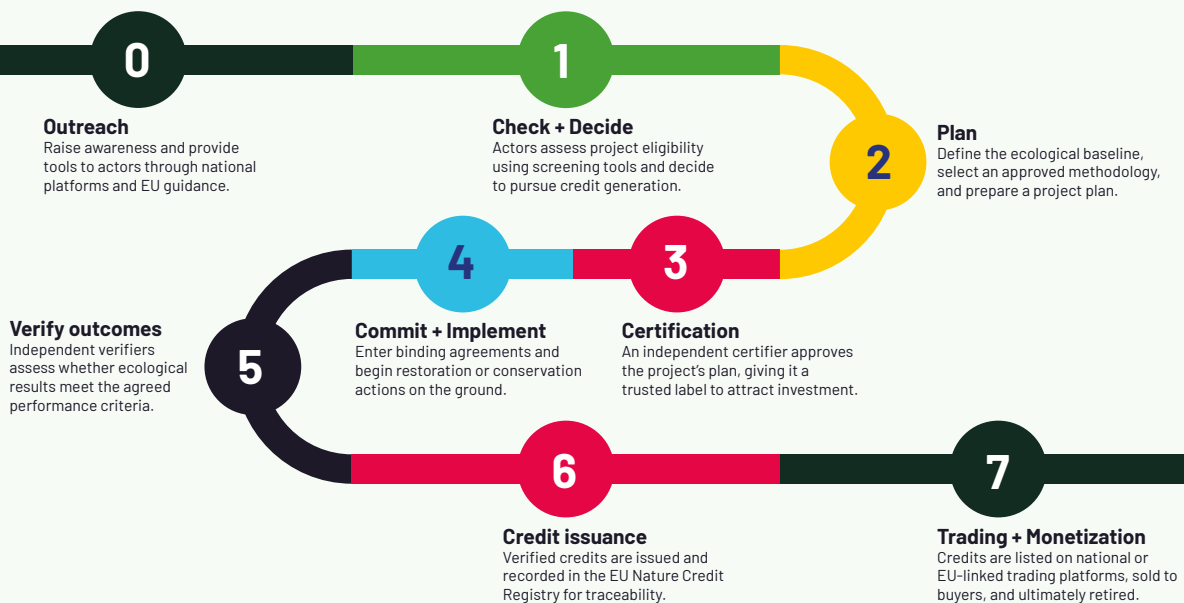 0
Outreach
Raise awareness and provide
tools to actors through national
platforms and EU guidance.
1
Check + Decide
Actors assess project eligibility
using screening tools and decide
to pursue credit generation.
2
Plan
Define the ecological baseline,
select an approved methodology,
and prepare a project plan.
3
Certification
An independent certifier approves
the project's plan, giving it a
trusted label to attract investment.
4
Commit + Implement
Enter binding agreements and
begin restoration or conservation
actions on the ground.
5
Verify outcomes
Independent verifiers
assess whether ecological
results meet the agreed
performance criteria.
6
Credit issuance
Verified credits are issued and
recorded in the EU Nature Credit
Registry for traceability.
7
Trading + Monetization
Credits are listed on national or
EU-linked trading platforms, sold to
buyers, and ultimately retired.